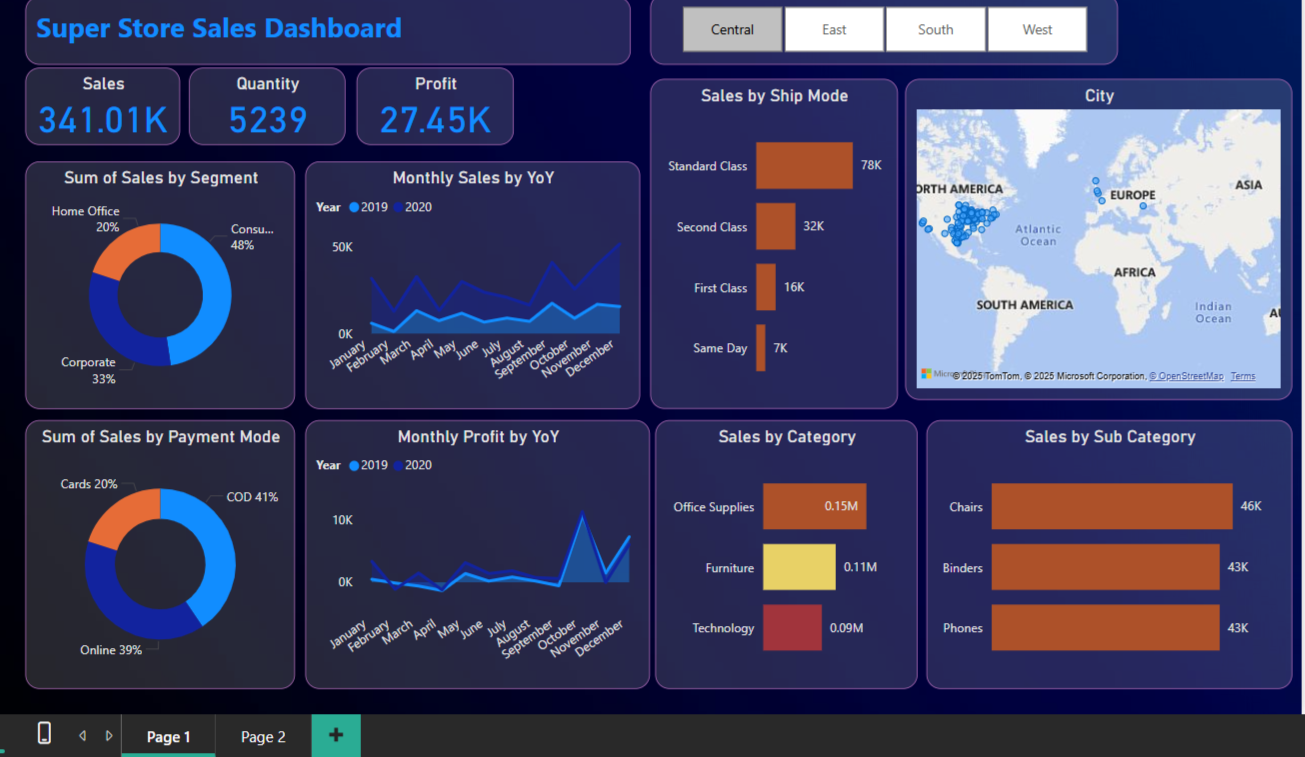 Super Store Sales Dashboard
Central
East
South
West
Sales
341.01K
Quantity
5239
Profit
27.45K
Sum of Sales by Segment
Home Office
20%
Consu...
48%
Corporate
33%
Monthly Sales by YoY
Year 2019 2020
50K
0K
January
February
March
April
May
June
July
August
September
October
November
December
Sales by Ship Mode
Standard Class 78K
Second Class 32K
First Class 16K
Same Day 7K
City
ORTH AMERICA
EUROPE
ASIA
Atlantic
Ocean
AFRICA
SOUTH AMERICA
Indian
Ocean
AU
© 2025 TomTom, © 2025 Microsoft Corporation, © OpenStreetMap Terms
Sum of Sales by Payment Mode
Cards 20%
COD 41%
Online 39%
Monthly Profit by YoY
Year 2019 2020
10K
0K
January
February
March
April
May
June
July
August
September
October
November
December
Sales by Category
Office Supplies 0.15M
Furniture 0.11M
Technology 0.09M
Sales by Sub Category
Chairs 46K
Binders 43K
Phones 43K
Page 1
Page 2
+